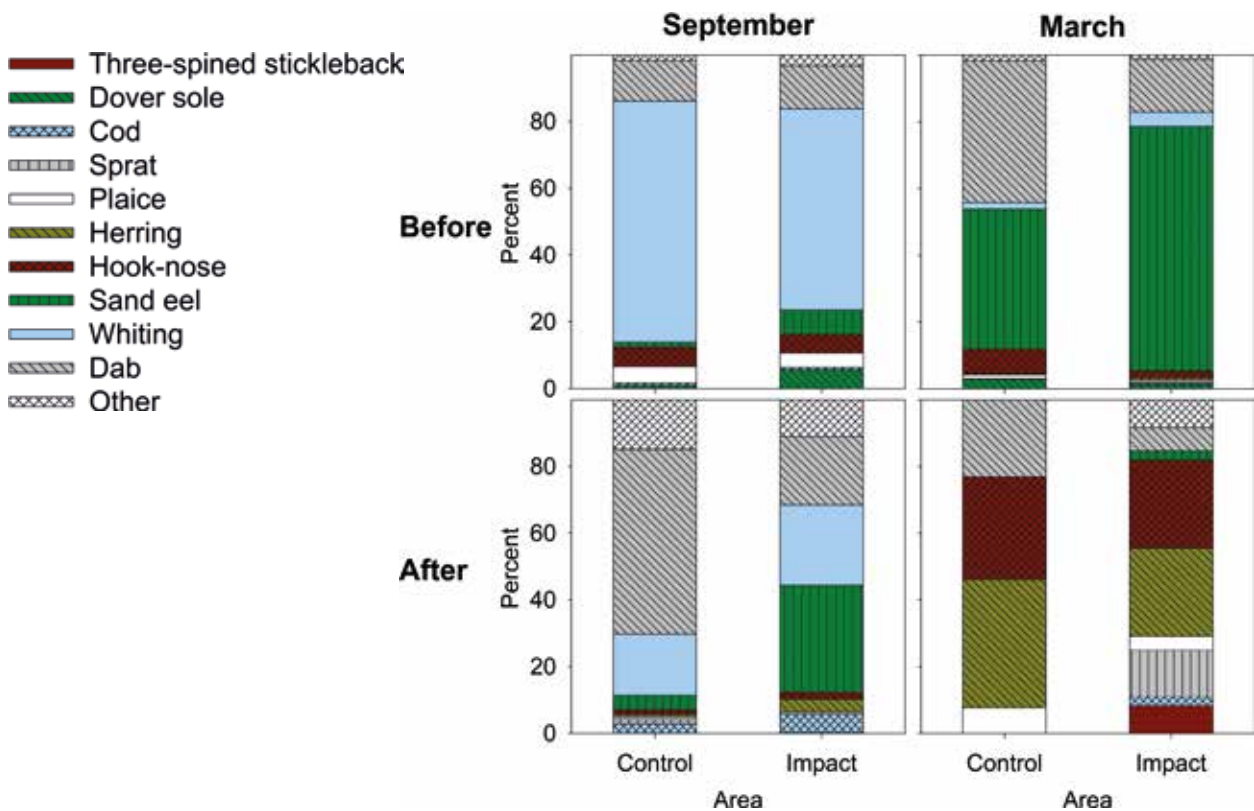 September
March
Three-spined stickleback
Dover sole
Cod
Sprat
Plaice
Herring
Hook-nose
Sand eel
Whiting
Dab
Other
Before
Percent
80
60
40
20
0
After
Percent
80
60
40
20
0
Control
Impact
Control
Impact
Area
Area